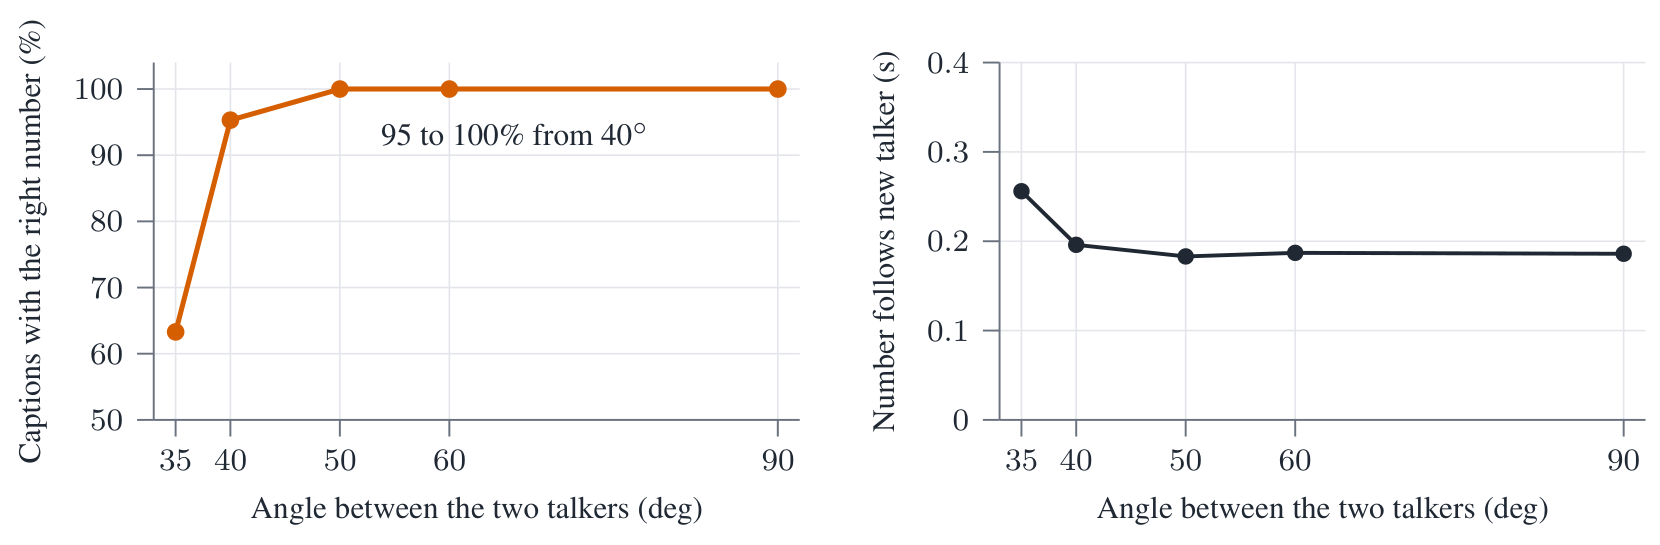 Captions with the right number (%)
100
90
80
70
60
50
95 to 100% from 40°
35 40 50 60 90
Angle between the two talkers (deg)
Number follows new talker (s)
0.4
0.3
0.2
0.1
0
35 40 50 60 90
Angle between the two talkers (deg)